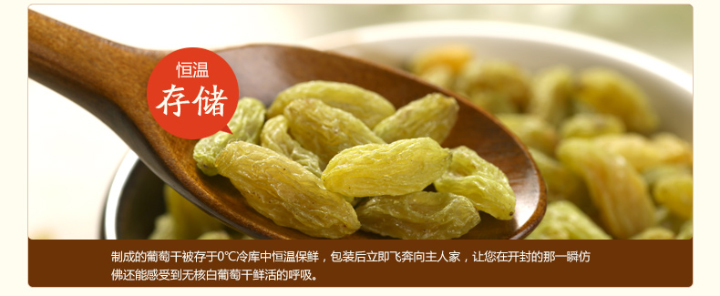 恒温
存储
制成的葡萄干被存于0℃冷库中恒温保鲜，包装后立即飞奔向主人家，让您在开封的那一瞬仿
佛还能感受到无核白葡萄干鲜活的呼吸。